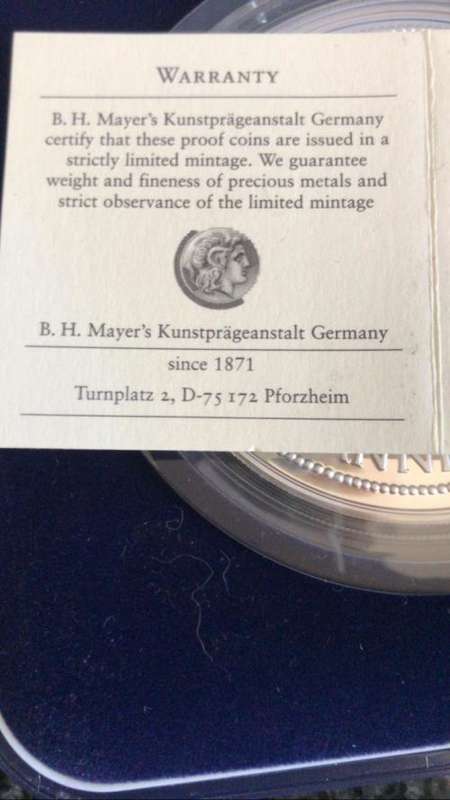 WARRANTY
B. H. Mayer's Kunstprägeanstalt Germany
certify that these proof coins are issued in a
strictly limited mintage. We guarantee
weight and fineness of precious metals and
strict observance of the limited mintage
B. H. Mayer's Kunstprägeanstalt Germany
since 1871
Turnplatz 2, D-75 172 Pforzheim